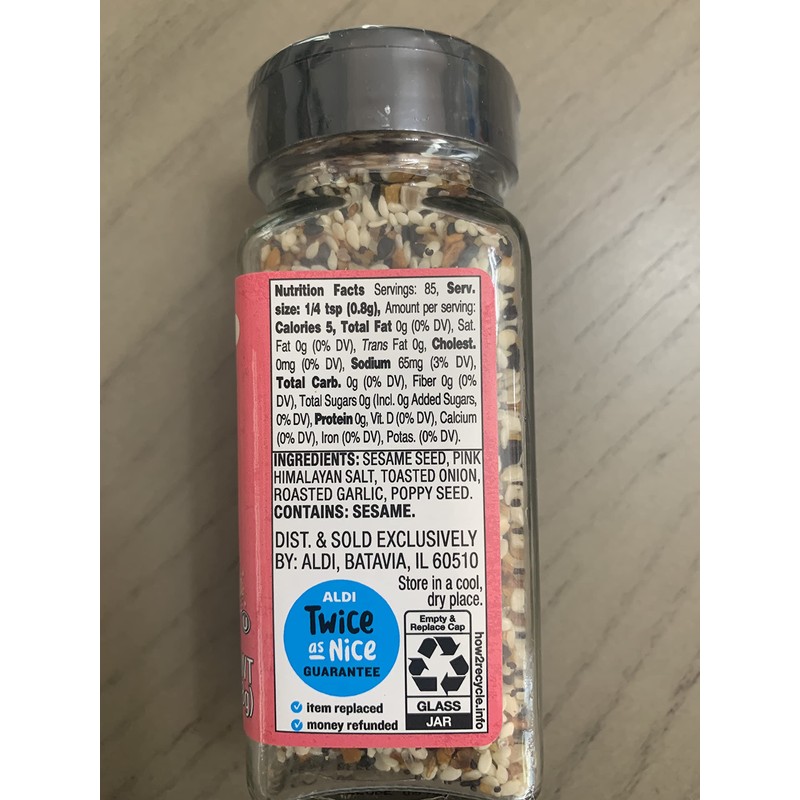 Nutrition Facts Servings: 85, Serv.
size: 1/4 tsp (0.8g), Amount per serving:
Calories 5, Total Fat 0g (0% DV), Sat.
Fat 0g (0% DV), Trans Fat 0g, Cholest.
0mg (0% DV), Sodium 65mg (3% DV),
Total Carb. 0g (0% DV), Fiber 0g (0%
DV), Total Sugars 0g (Incl. 0g Added Sugars,
0% DV), Protein 0g, Vit. D (0% DV), Calcium
(0% DV), Iron (0% DV), Potas. (0% DV).
INGREDIENTS: SESAME SEED, PINK
HIMALAYAN SALT, TOASTED ONION,
ROASTED GARLIC, POPPY SEED.
CONTAINS: SESAME.
DIST. & SOLD EXCLUSIVELY
BY: ALDI, BATAVIA, IL 60510
Store in a cool,
dry place.
ALDI
Twice
as Nice
GUARANTEE
item replaced
money refunded
Empty &
Replace Cap
GLASS
JAR
how2recycle.info